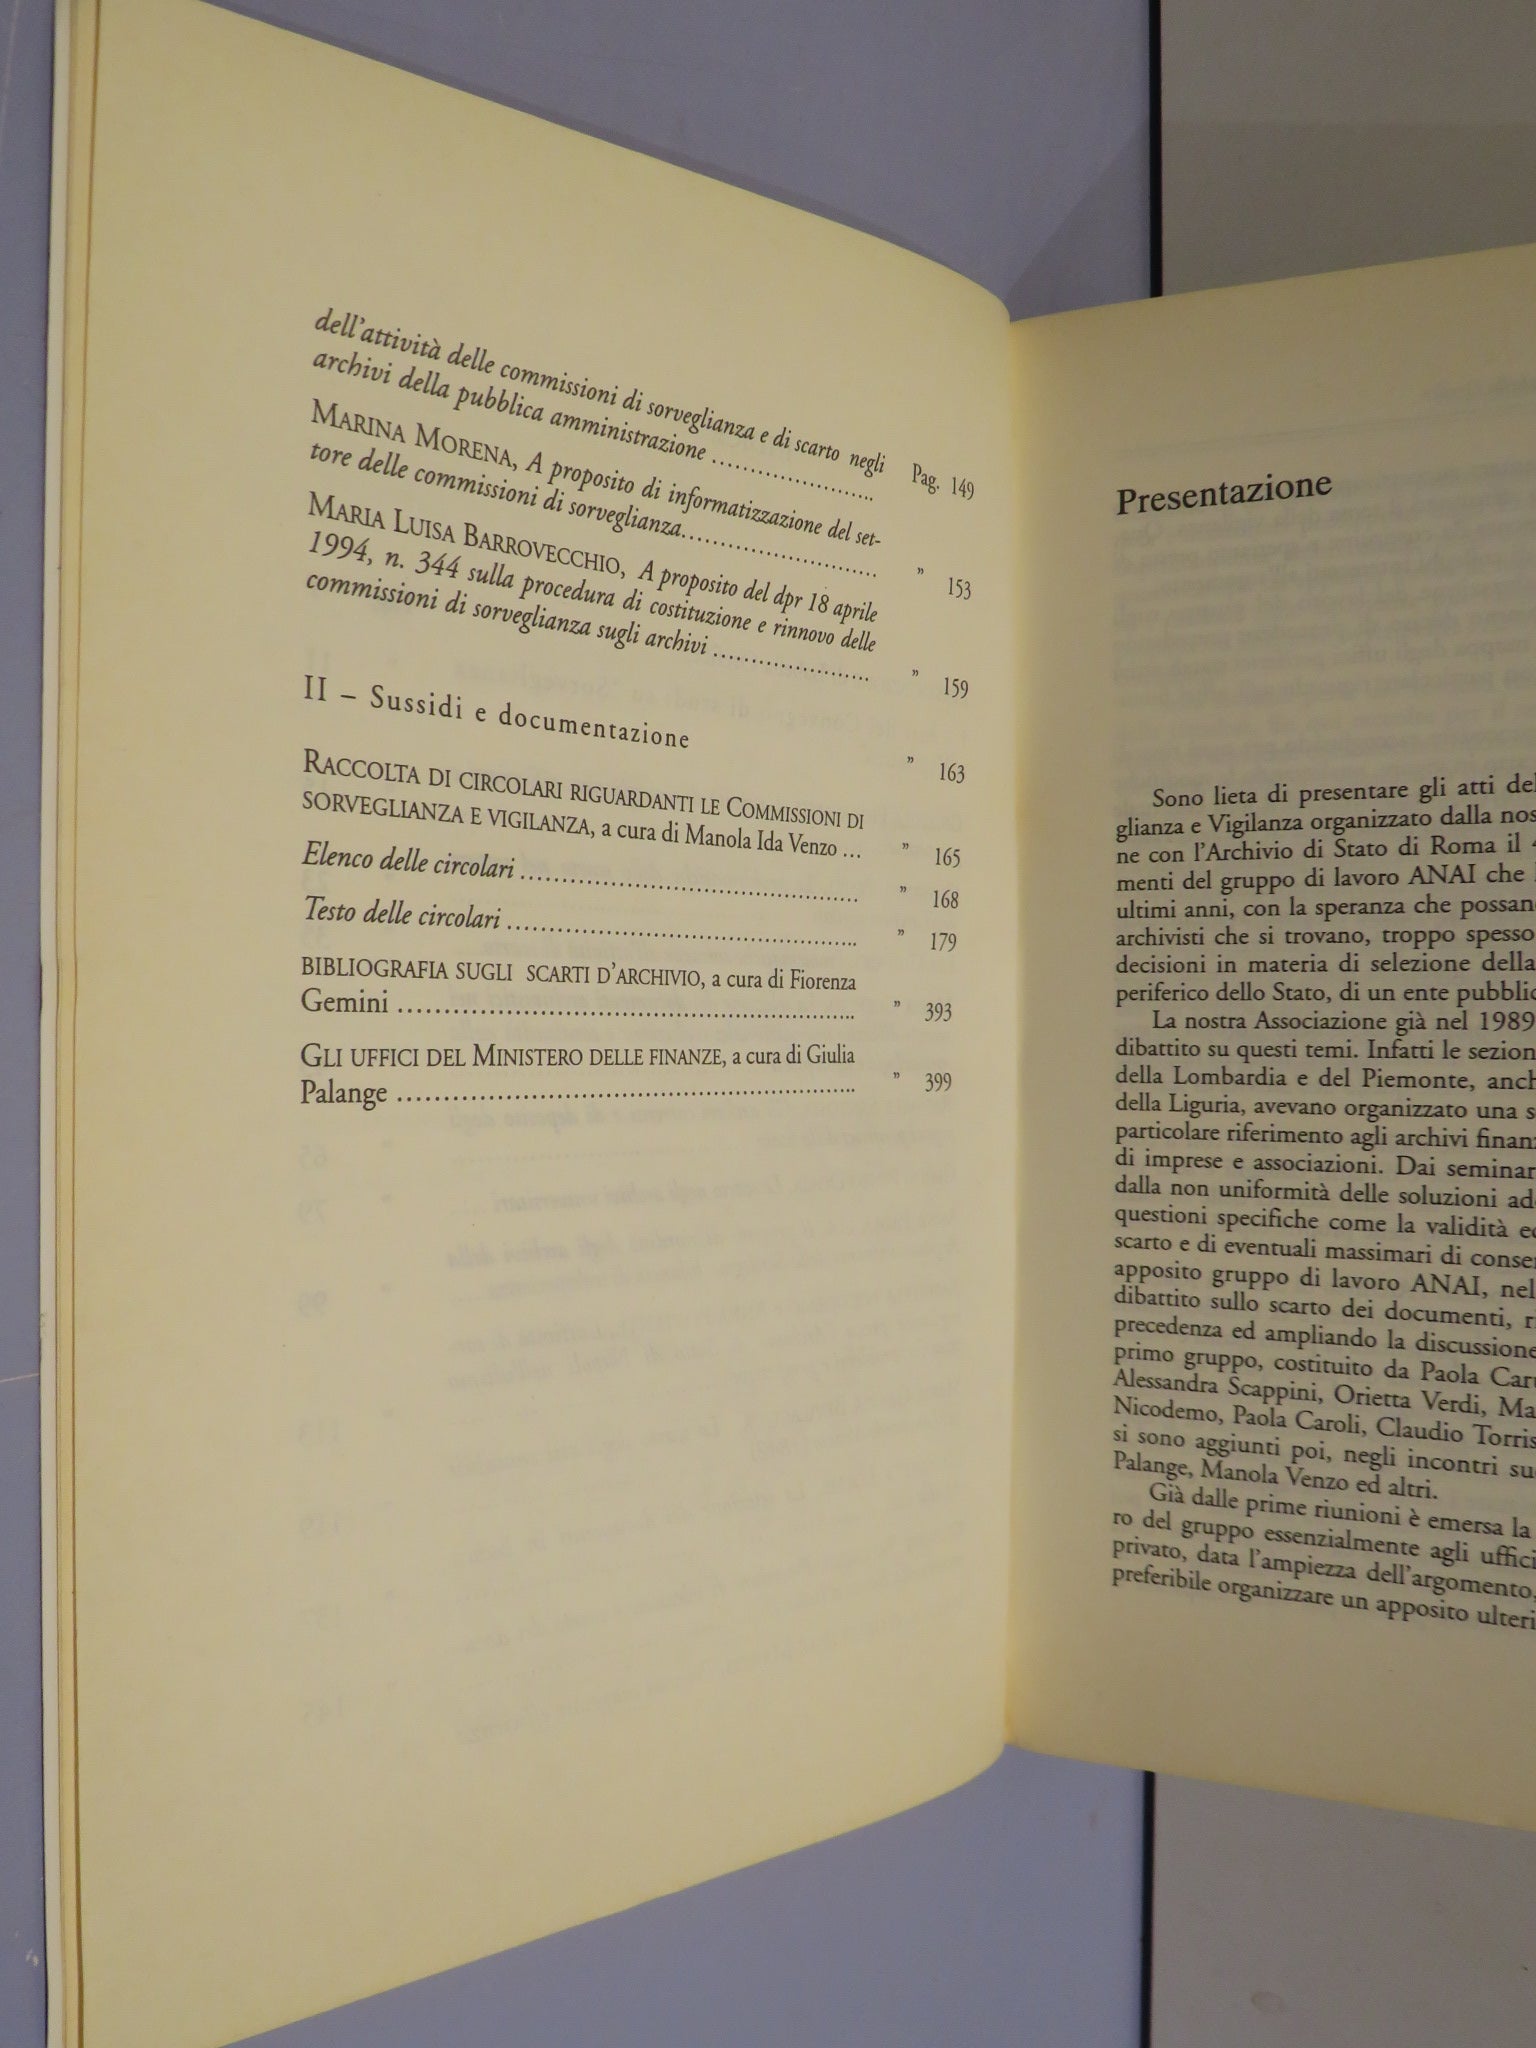 dell'attività delle commissioni di sorveglianza e di scarto negli
archivi della pubblica amministrazione ........................ Pag. 149
MARINA MORENA, A proposito di informatizzazione del set-
tore delle commissioni di sorveglianza............................ " 153
MARIA LUISA BARROVECCHIO, A proposito del dpr 18 aprile
1994, n. 344 sulla procedura di costituzione e rinnovo delle
commissioni di sorveglianza sugli archivi ...................... " 159
II – Sussidi e documentazione " 163
RACCOLTA DI CIRCOLARI RIGUARDANTI LE COMMISSIONI DI
SORVEGLIANZA E VIGILANZA, a cura di Manola Ida Venzo ... " 165
Elenco delle circolari .................................................. " 168
Testo delle circolari ..................................................... " 179
BIBLIOGRAFIA SUGLI SCARTI D'ARCHIVIO, a cura di Fiorenza
Gemini ....................................................................... " 393
GLI UFFICI DEL MINISTERO DELLE FINANZE, a cura di Giulia
Palange ....................................................................... " 399
Presentazione
Sono lieta di presentare gli atti del
glianza e Vigilanza organizzato dalla nos
ne con l'Archivio di Stato di Roma il 4
menti del gruppo di lavoro ANAI che
ultimi anni, con la speranza che possan
archivisti che si trovano, troppo spesso
decisioni in materia di selezione della
periferico dello Stato, di un ente pubblic
La nostra Associazione già nel 1989
dibattito su questi temi. Infatti le sezion
della Lombardia e del Piemonte, anch
della Liguria, avevano organizzato una s
particolare riferimento agli archivi finan
di imprese e associazioni. Dai seminar
dalla non uniformità delle soluzioni ad
questioni specifiche come la validità ed
scarto e di eventuali massimari di conser
apposito gruppo di lavoro ANAI, nel
dibattito sullo scarto dei documenti, ri
precedenza ed ampliando la discussione
primo gruppo, costituito da Paola Caru
Alessandra Scappini, Orietta Verdi, Ma
Nicodemo, Paola Caroli, Claudio Torris
si sono aggiunti poi, negli incontri su
Palange, Manola Venzo ed altri.
Già dalle prime riunioni è emersa la
ro del gruppo essenzialmente agli uffici
privato, data l'ampiezza dell'argomento,
preferibile organizzare un apposito ulteri